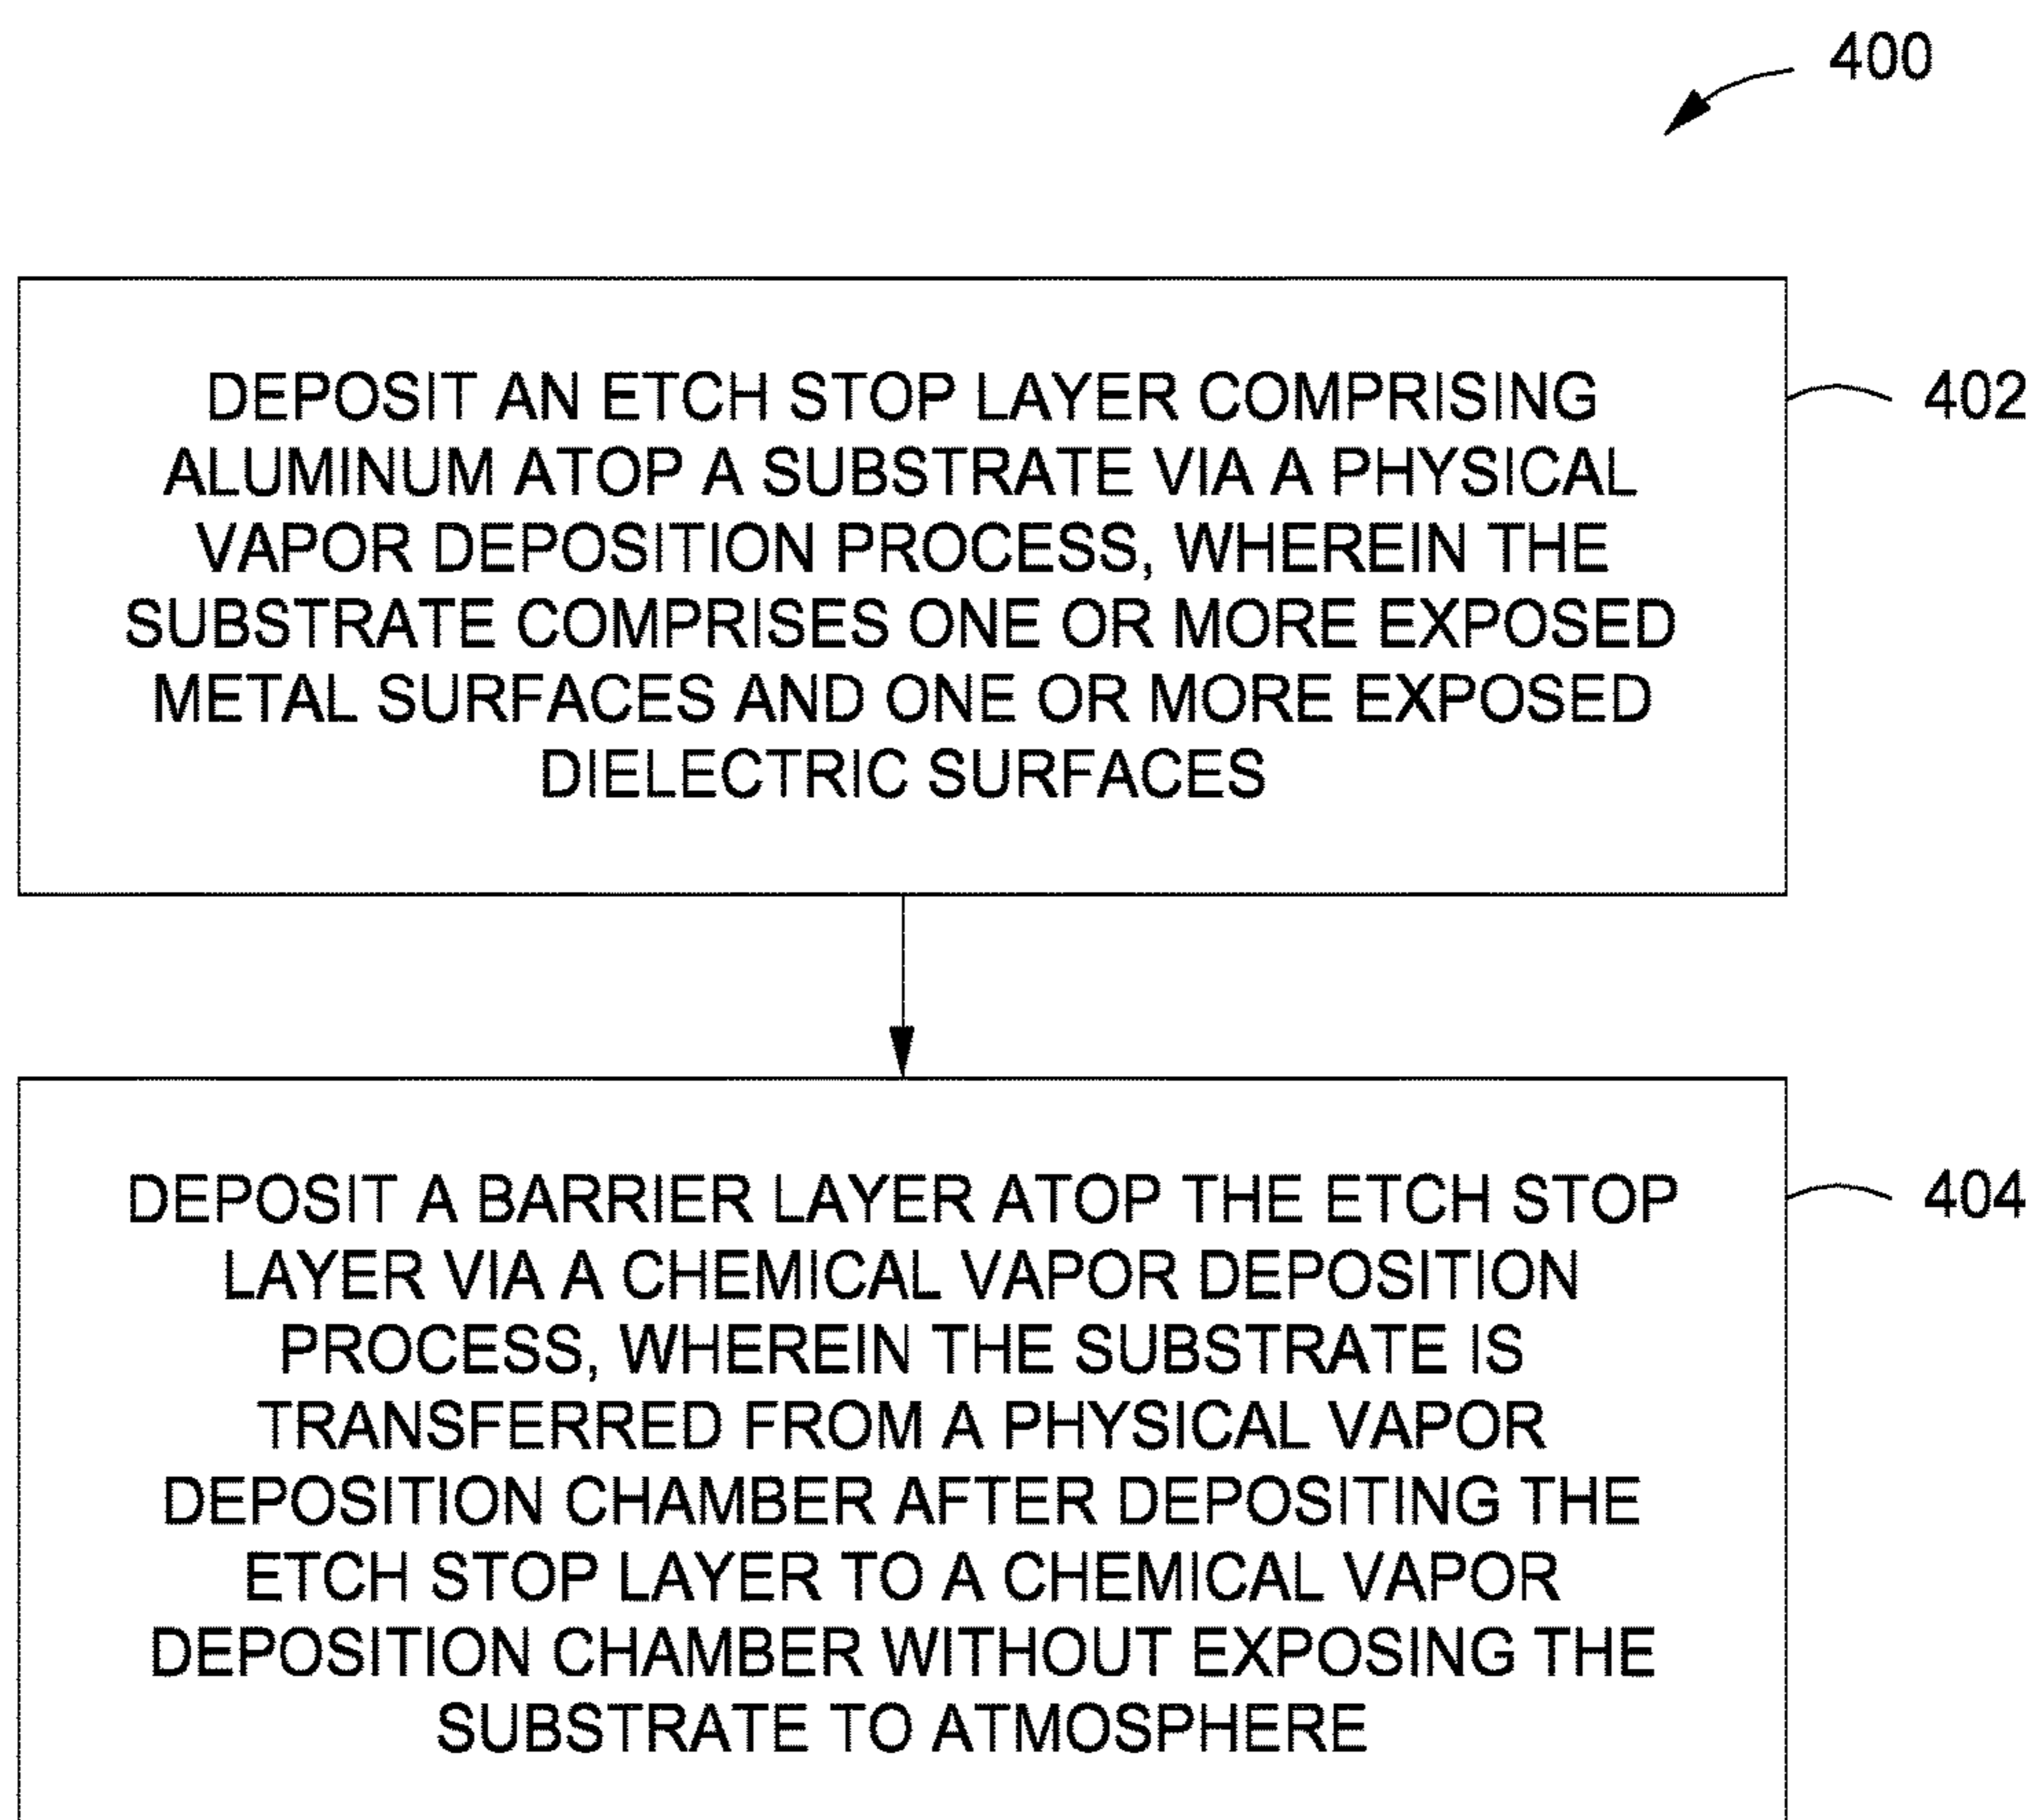 400
DEPOSIT AN ETCH STOP LAYER COMPRISING
ALUMINUM ATOP A SUBSTRATE VIA A PHYSICAL
VAPOR DEPOSITION PROCESS, WHEREIN THE
SUBSTRATE COMPRISES ONE OR MORE EXPOSED
METAL SURFACES AND ONE OR MORE EXPOSED
DIELECTRIC SURFACES
402
DEPOSIT A BARRIER LAYER ATOP THE ETCH STOP
LAYER VIA A CHEMICAL VAPOR DEPOSITION
PROCESS, WHEREIN THE SUBSTRATE IS
TRANSFERRED FROM A PHYSICAL VAPOR
DEPOSITION CHAMBER AFTER DEPOSITING THE
ETCH STOP LAYER TO A CHEMICAL VAPOR
DEPOSITION CHAMBER WITHOUT EXPOSING THE
SUBSTRATE TO ATMOSPHERE
404